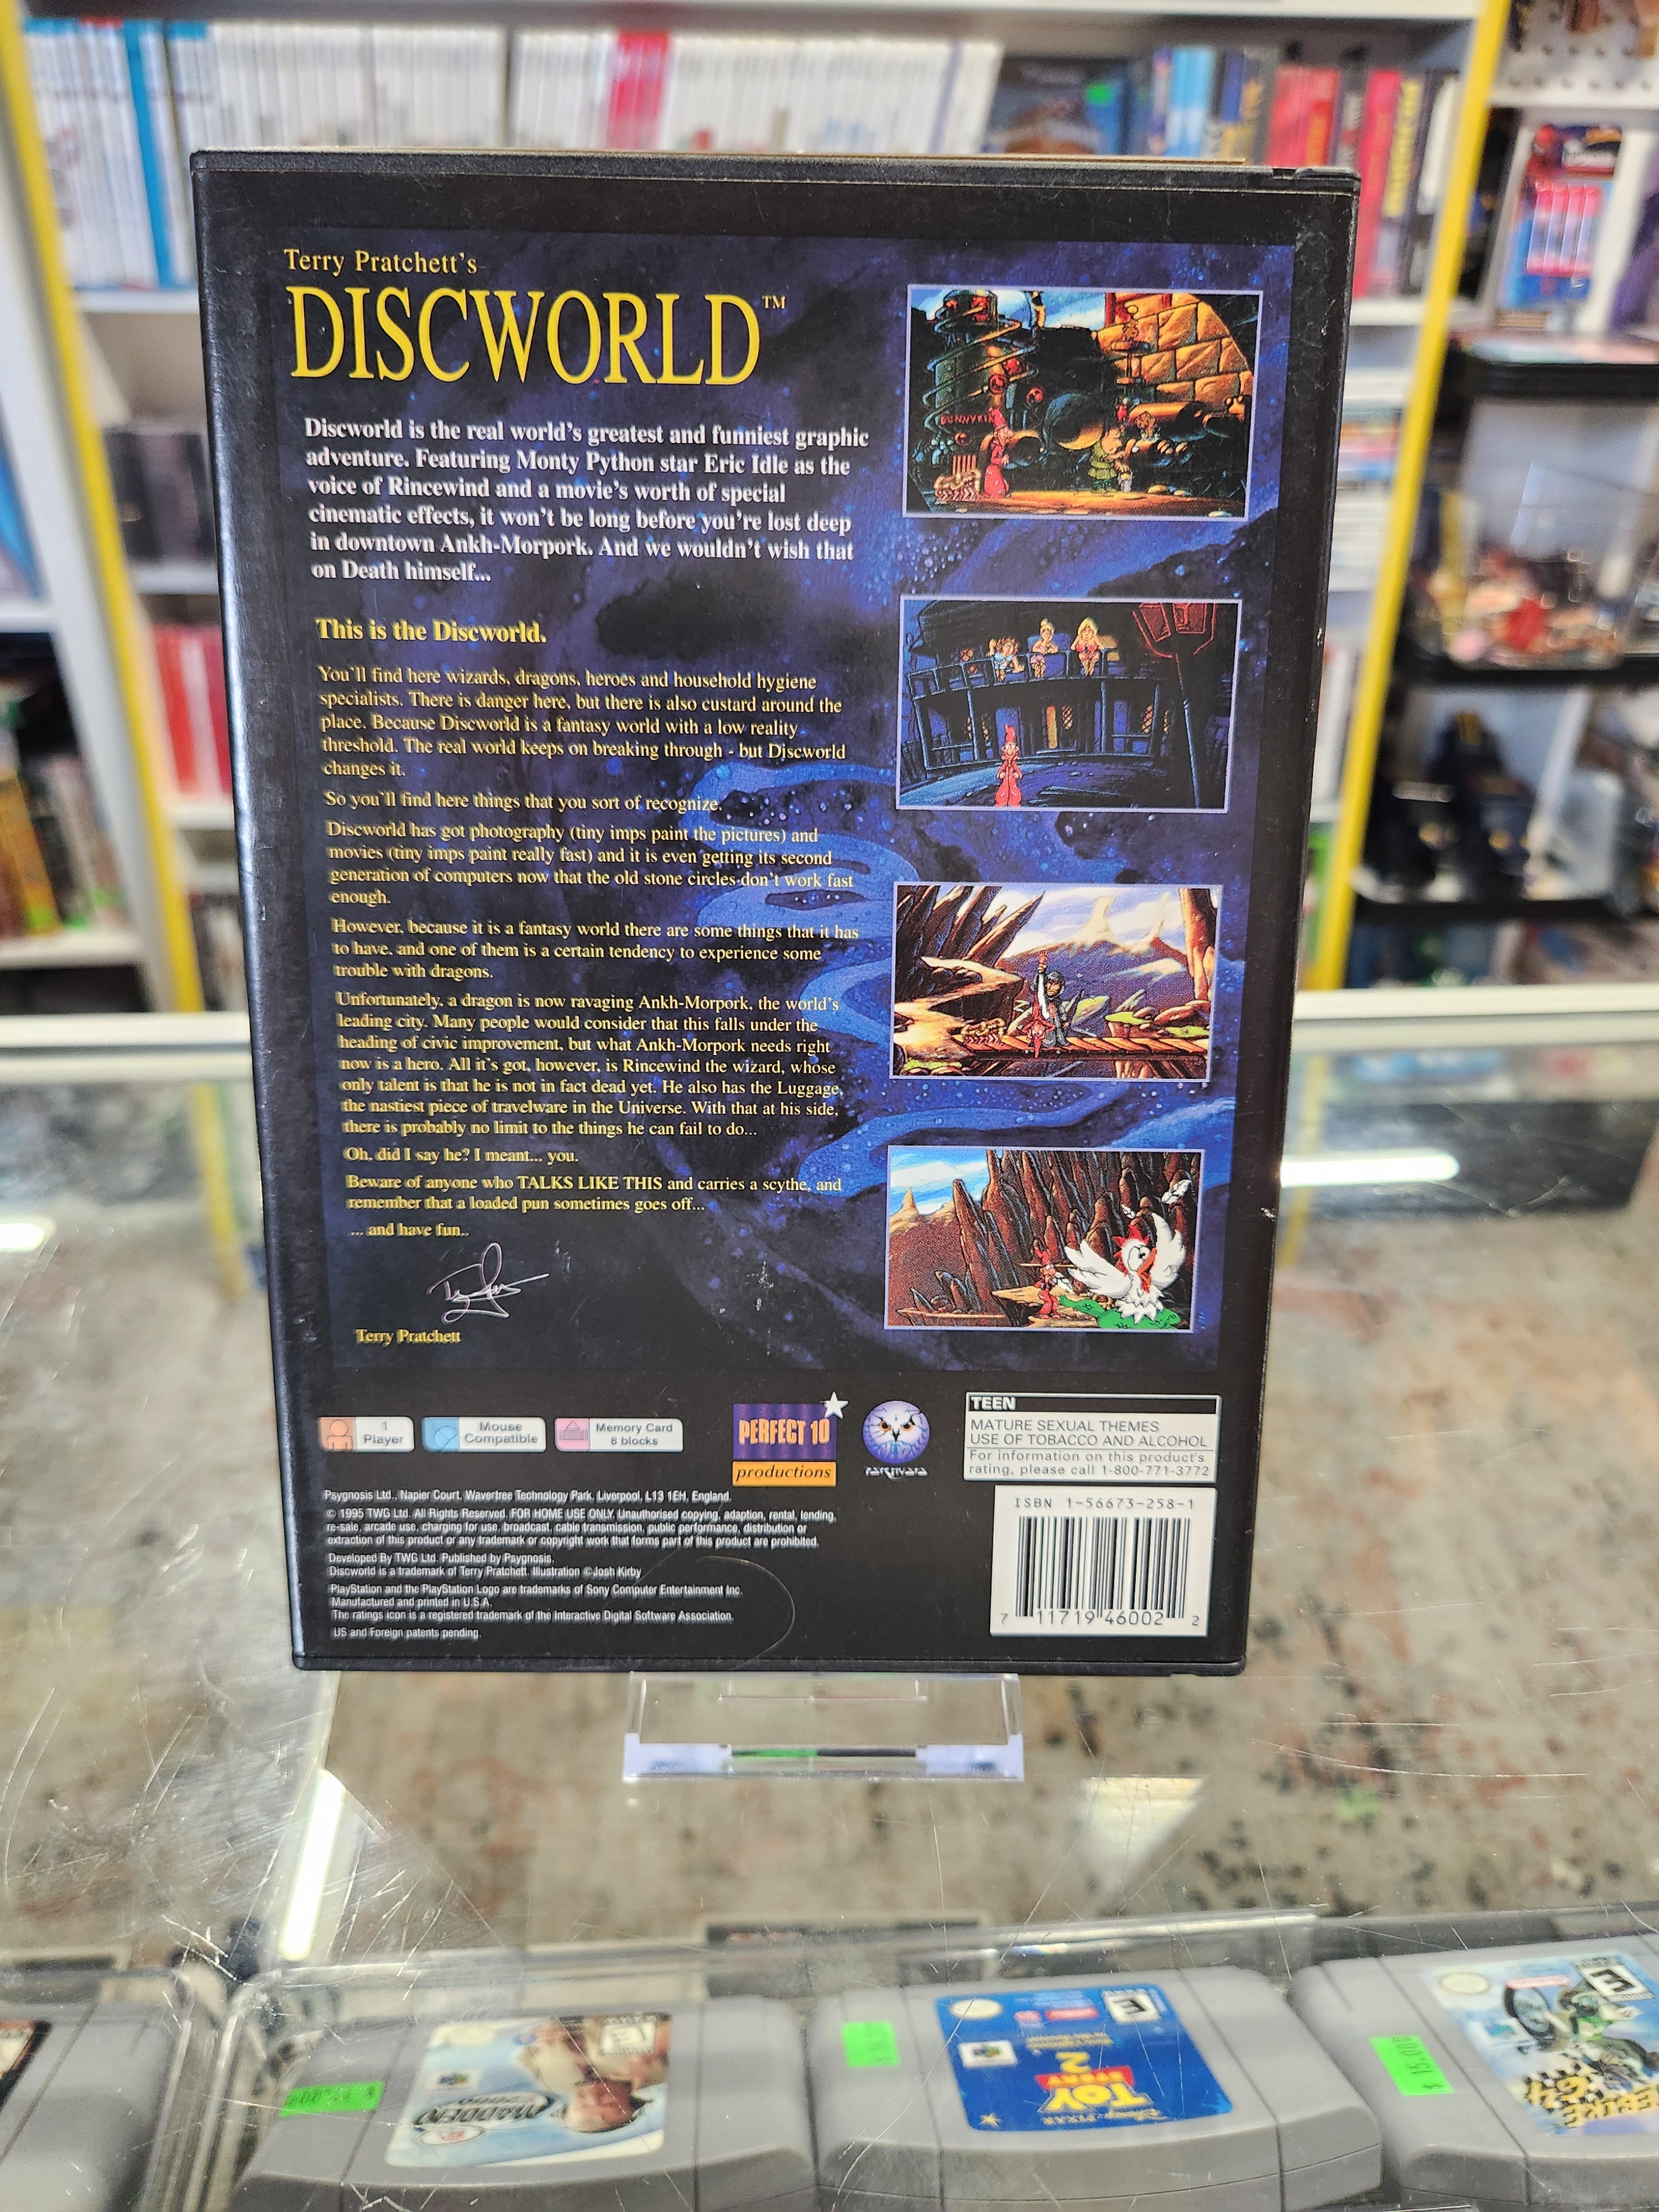 Terry Pratchett's
DISCWORLD™
Discworld is the real world's greatest and funniest graphic
adventure. Featuring Monty Python star Eric Idle as the
voice of Rincewind and a movie's worth of special
cinematic effects, it won't be long before you're lost deep
in downtown Ankh-Morpork. And we wouldn't wish that
on Death himself...
This is the Discworld.
You'll find here wizards, dragons, heroes and household hygiene
specialists. There is danger here, but there is also custard around the
place. Because Discworld is a fantasy world with a low reality
threshold. The real world keeps on breaking through - but Discworld
changes it.
So you'll find here things that you sort of recognize.
Discworld has got photography (tiny imps paint the pictures) and
movies (tiny imps paint really fast) and it is even getting its second
generation of computers now that the old stone circles don't work fast
enough.
However, because it is a fantasy world there are some things that it has
to have, and one of them is a certain tendency to experience some
trouble with dragons.
Unfortunately, a dragon is now ravaging Ankh-Morpork, the world's
leading city. Many people would consider that this falls under the
heading of civic improvement, but what Ankh-Morpork needs right
now is a hero. All it's got, however, is Rincewind the wizard, whose
only talent is that he is not in fact dead yet. He also has the Luggage,
the nastiest piece of travelware in the Universe. With that at his side,
there is probably no limit to the things he can fail to do...
Oh, did I say he? I meant... you.
Beware of anyone who TALKS LIKE THIS and carries a scythe, and
remember that a loaded pun sometimes goes off...
... and have fun..
Terry Pratchett
1
Player
Mouse
Compatible
Memory Card
8 blocks
PERFECT 10
productions
PSYGNOSIS
TEEN
MATURE SEXUAL THEMES
USE OF TOBACCO AND ALCOHOL
For information on this product's
rating, please call 1-800-771-3772
Psygnosis Ltd., Napier Court, Wavertree Technology Park, Liverpool, L13 1EH, England.
© 1995 TWG Ltd. All Rights Reserved. FOR HOME USE ONLY. Unauthorised copying, adaption, rental, lending,
re-sale, arcade use, charging for use, broadcast, cable transmission, public performance, distribution or
extraction of this product or any trademark or copyright work that forms part of this product are prohibited.
Developed By TWG Ltd. Published by Psygnosis.
Discworld is a trademark of Terry Pratchett. Illustration ©Josh Kirby
PlayStation and the PlayStation Logo are trademarks of Sony Computer Entertainment Inc.
Manufactured and printed in U.S.A.
The ratings icon is a registered trademark of the Interactive Digital Software Association.
US and Foreign patents pending.
ISBN 1-56673-258-1
7 11719 46002 2
MADDEN
2000
Disney·PIXAR
TOY
STORY
2
$ 15.00
64
E
E
E